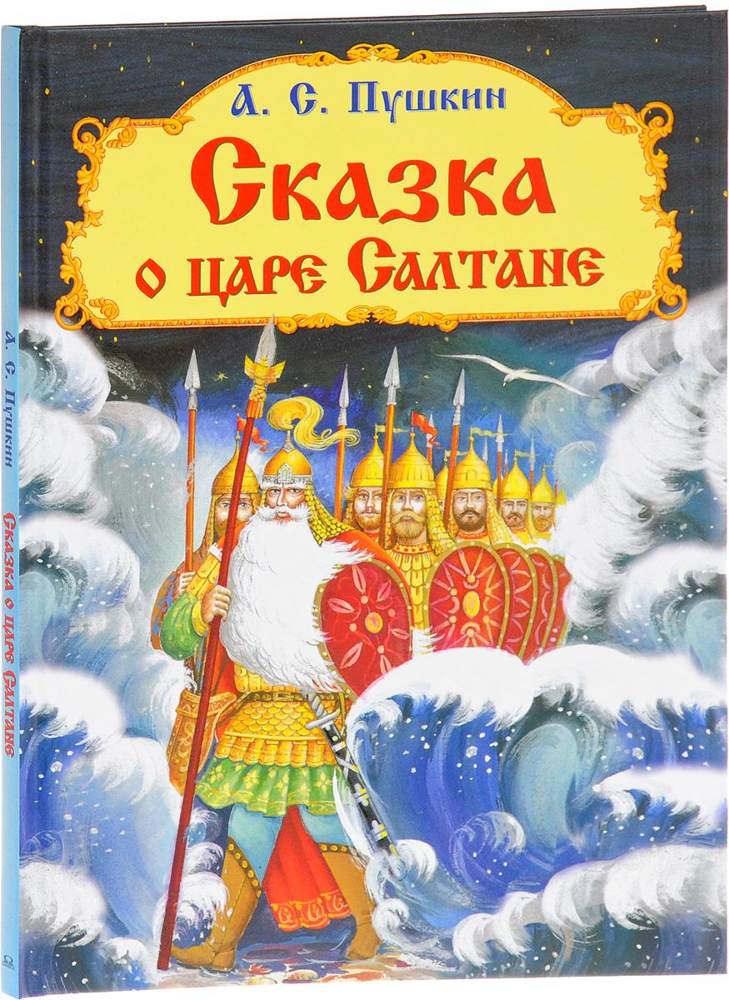 А. С. Пушкин
Сказка
о царе Салтане
А. С. Пушкин Сказка о царе Салтане